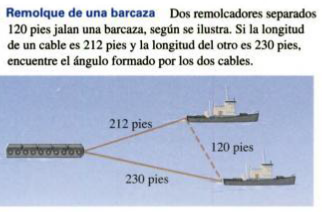 Remolque de una barcaza Dos remolcadores separados
120 pies jalan una barcaza, según se ilustra. Si la longitud
de un cable es 212 pies y la longitud del otro es 230 pies,
encuentre el ángulo formado por los dos cables.
212 pies
120 pies
230 pies